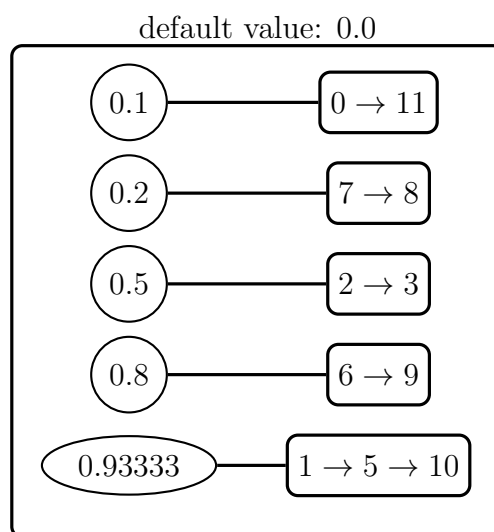 default value: 0.0
0.1 0 → 11
0.2 7 → 8
0.5 2 → 3
0.8 6 → 9
0.93333 1 → 5 → 10